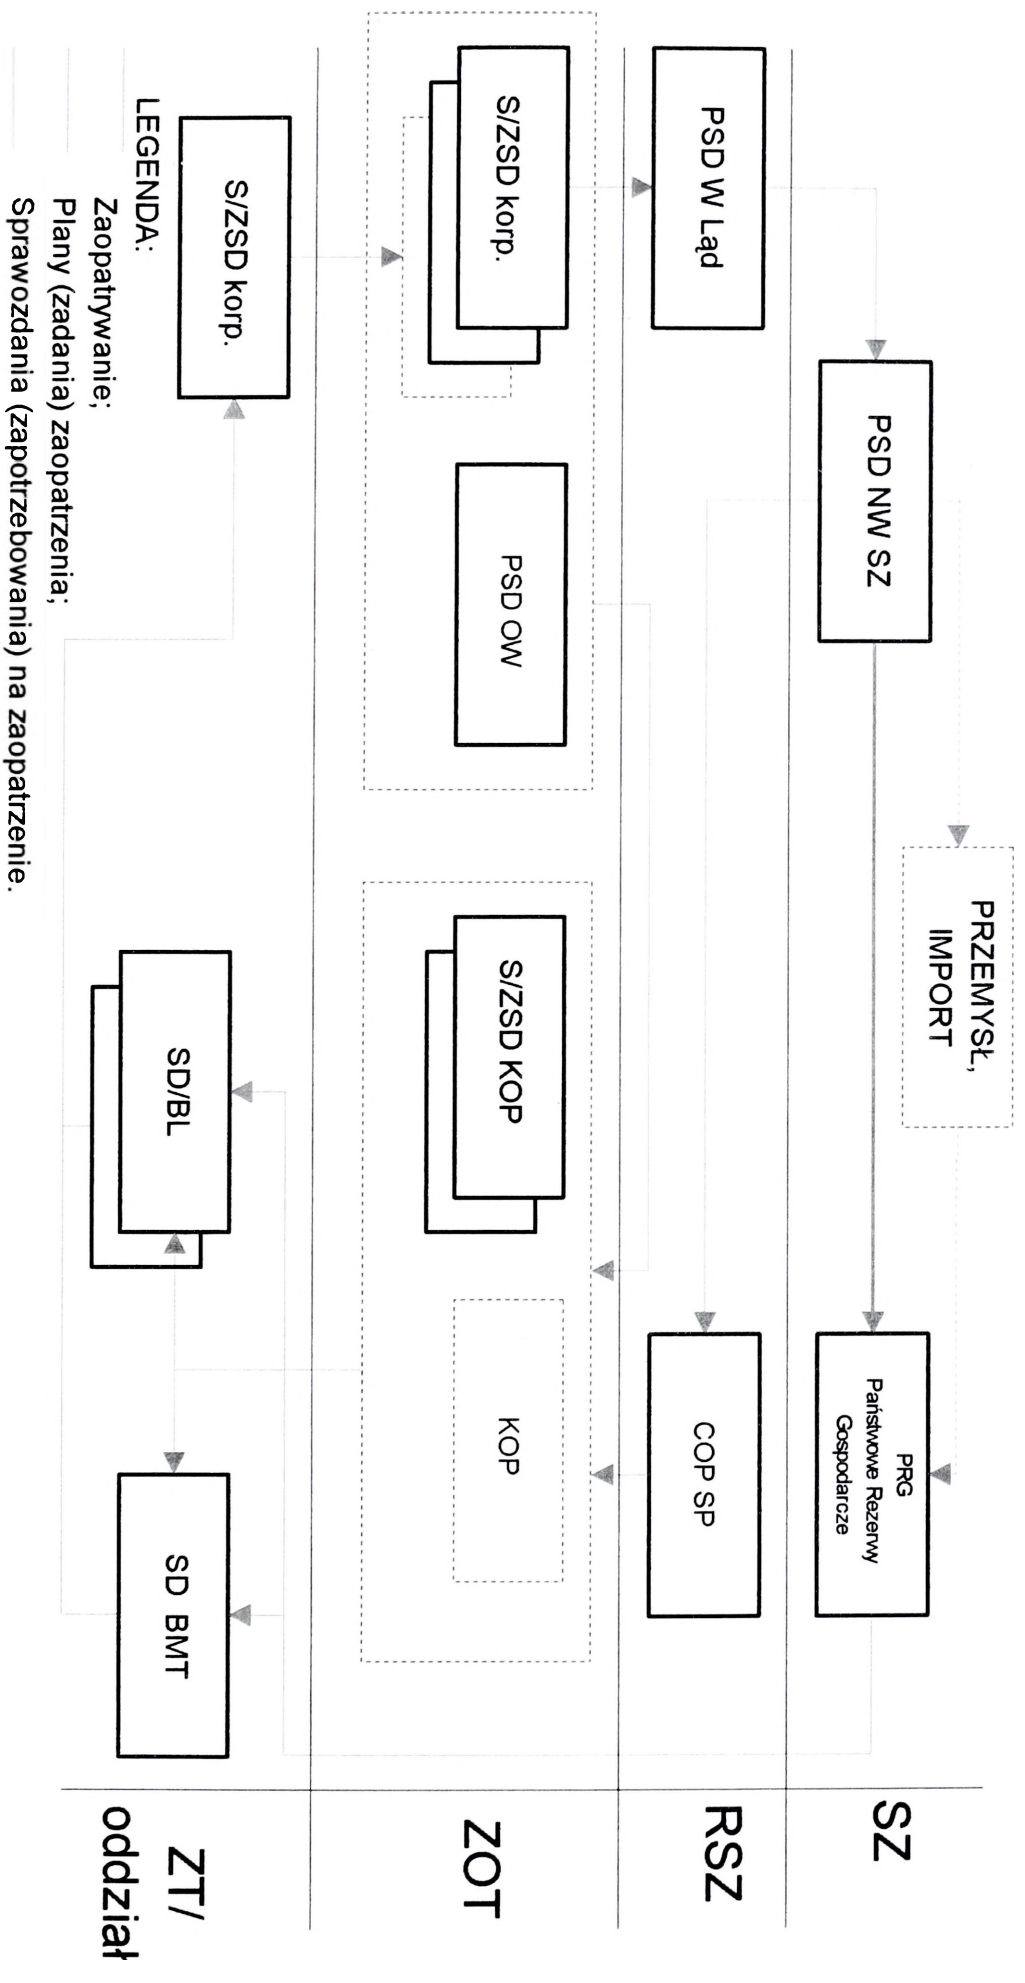 PRZEMYSŁ,
IMPORT
PSD NW SZ
PRG
Państwowe Rezerwy
Gospodarcze
SZ
PSD W Ląd
COP SP
RSZ
S/ZSD korp.
PSD OW
S/ZSD KOP
KOP
ZOT
S/ZSD korp.
SD/BL
SD BMT
ZT/
oddział
LEGENDA:
Zaopatrywanie;
Plany (zadania) zaopatrzenia;
Sprawozdania (zapotrzebowania) na zaopatrzenie.